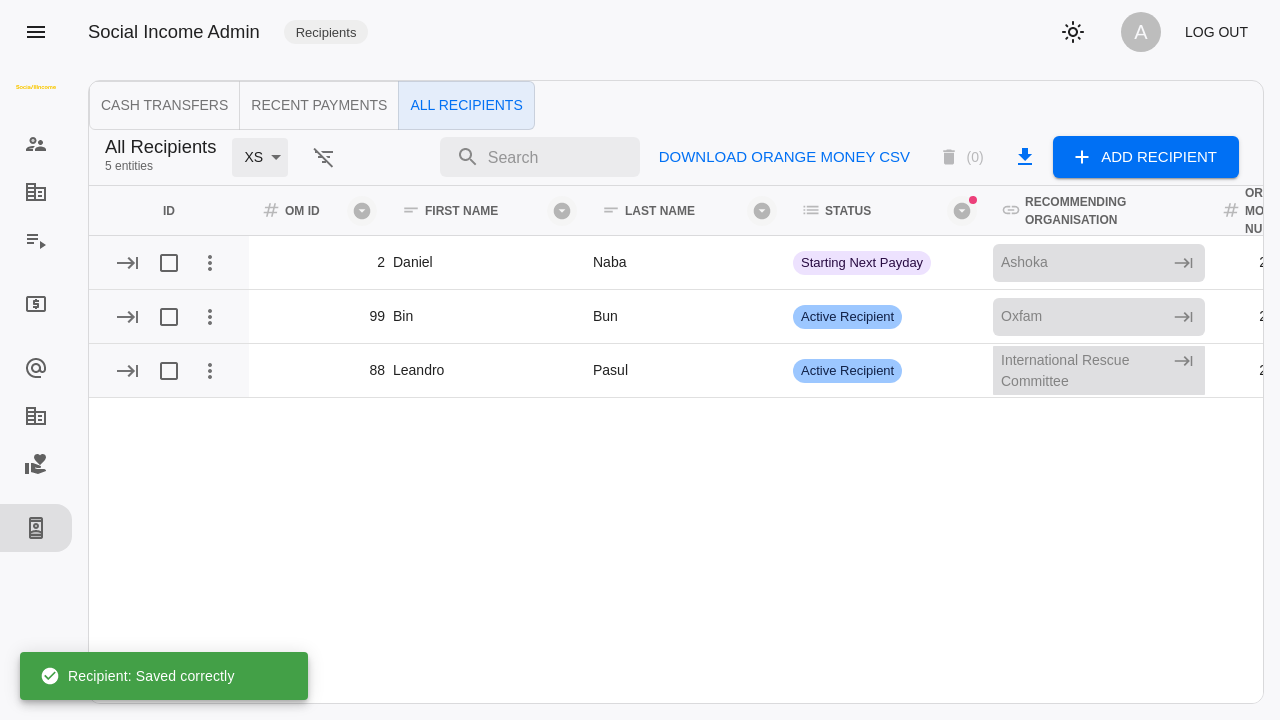 Social Income Admin
Recipients
A
LOG OUT
Social Income
CASH TRANSFERS
RECENT PAYMENTS
ALL RECIPIENTS
All Recipients
5 entities
XS
Search
DOWNLOAD ORANGE MONEY CSV
(0)
ADD RECIPIENT
ID
OM ID
FIRST NAME
LAST NAME
STATUS
RECOMMENDING
ORGANISATION
OR
MO
NU
2
Daniel
Naba
Starting Next Payday
Ashoka
2
99
Bin
Bun
Active Recipient
Oxfam
2
88
Leandro
Pasul
Active Recipient
International Rescue
Committee
2
Recipient: Saved correctly